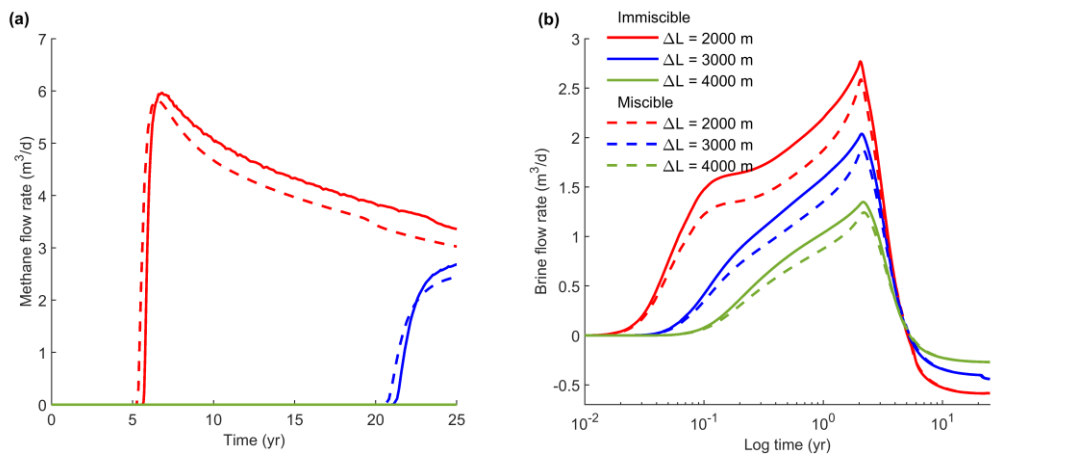 (a)
7
6
5
4
3
2
1
0
Methane flow rate (m³/d)
0 5 10 15 20 25
Time (yr)
(b)
Immiscible
ΔL = 2000 m
ΔL = 3000 m
ΔL = 4000 m
Miscible
ΔL = 2000 m
ΔL = 3000 m
ΔL = 4000 m
3
2.5
2
1.5
1
0.5
0
-0.5
Brine flow rate (m³/d)
10⁻² 10⁻¹ 10⁰ 10¹
Log time (yr)